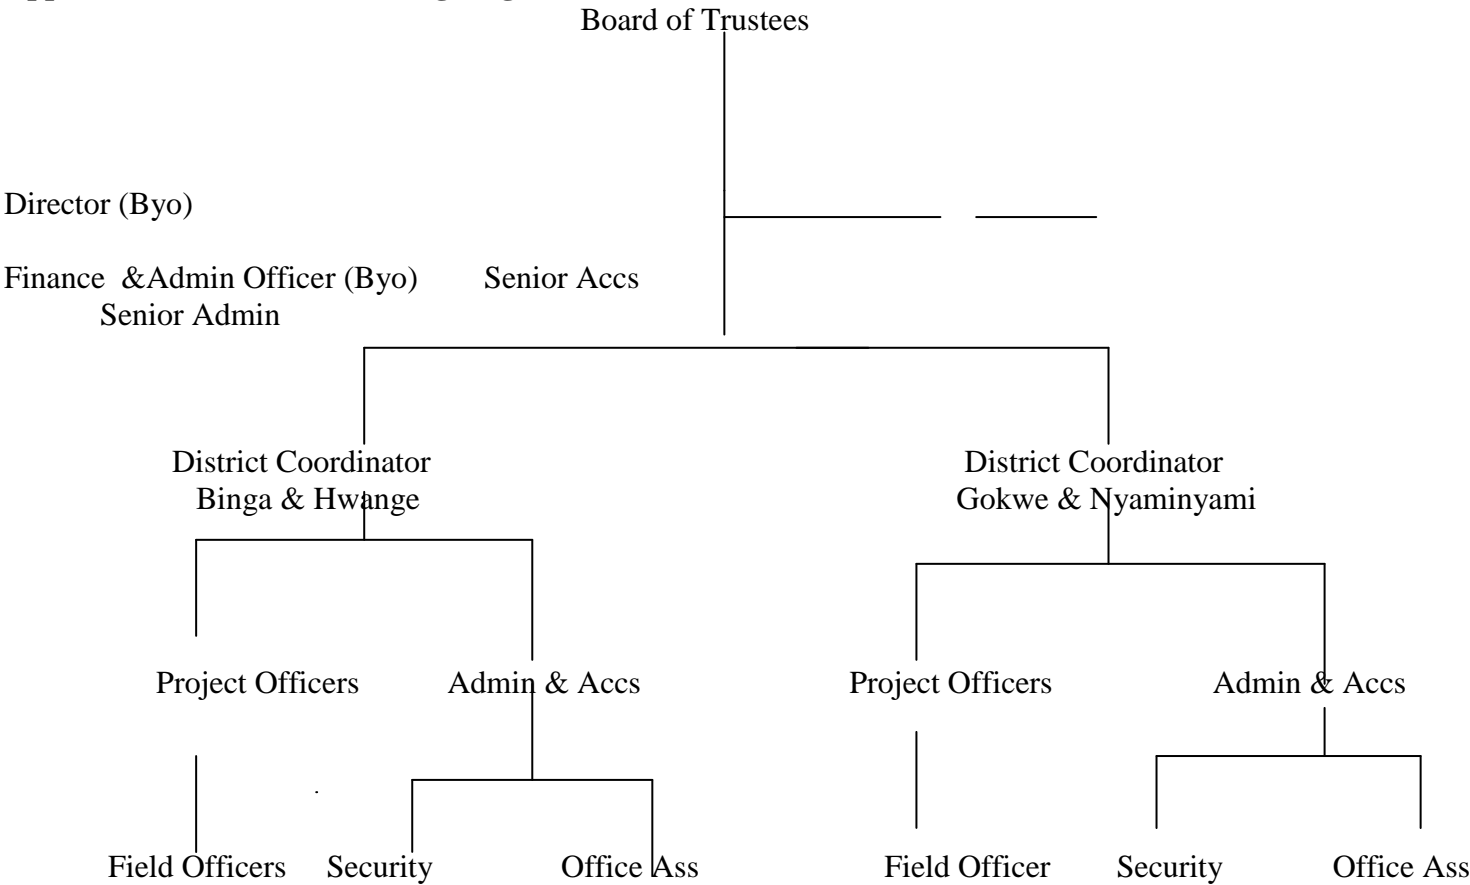 Board of Trustees
Director (Byo)
Finance &Admin Officer (Byo) Senior Accs
Senior Admin
District Coordinator District Coordinator
Binga & Hwange Gokwe & Nyaminyami
Project Officers Admin & Accs Project Officers Admin & Accs
Field Officers Security Office Ass Field Officer Security Office Ass